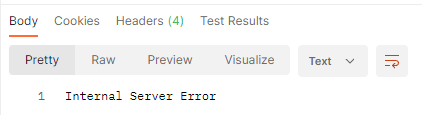 Body Cookies Headers (4) Test Results
Pretty Raw Preview Visualize Text
1 Internal Server Error